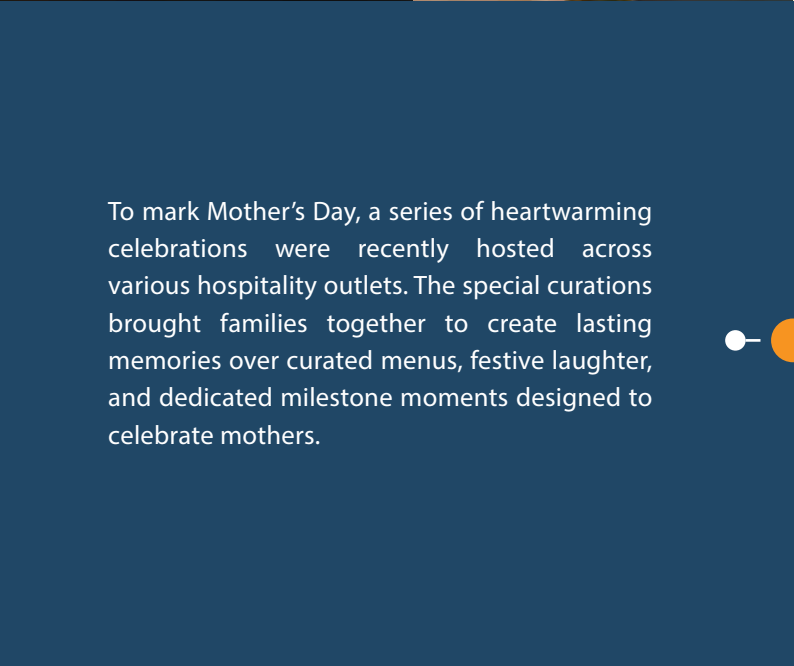 To mark Mother’s Day, a series of heartwarming
celebrations were recently hosted across
various hospitality outlets. The special curations
brought families together to create lasting
memories over curated menus, festive laughter,
and dedicated milestone moments designed to
celebrate mothers.